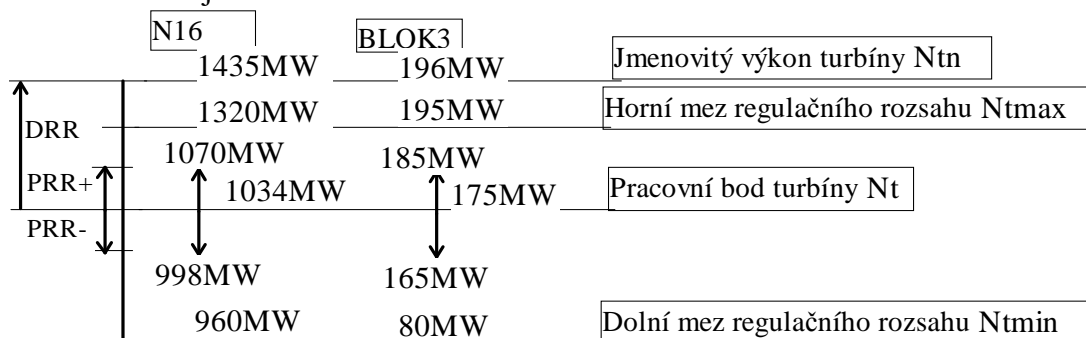 N16
BLOK3
1435MW 196MW Jmenovitý výkon turbíny Ntn
1320MW 195MW Horní mez regulačního rozsahu Ntmax
DRR
1070MW 185MW
PRR+ 1034MW 175MW Pracovní bod turbíny Nt
PRR-
998MW 165MW
960MW 80MW Dolní mez regulačního rozsahu Ntmin